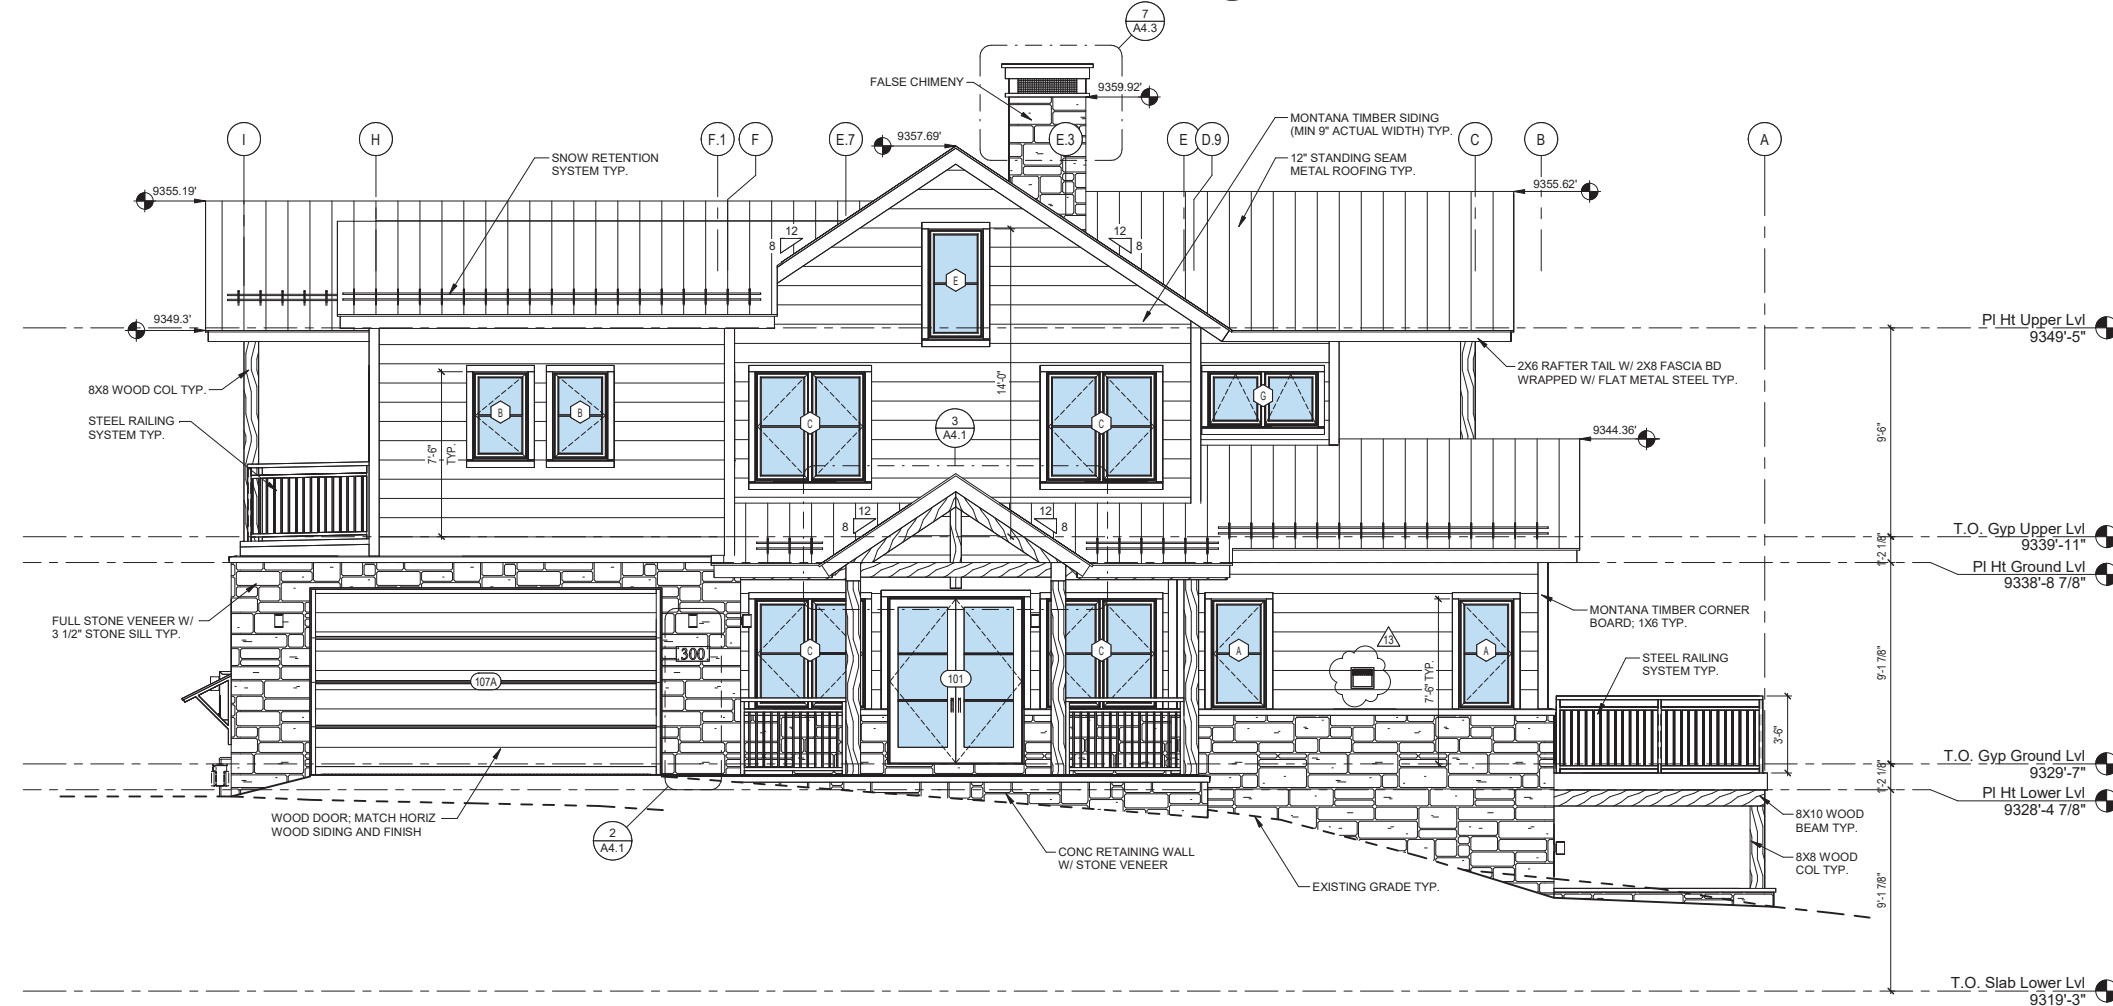 7
A4.3
FALSE CHIMENY
9359.92'
MONTANA TIMBER SIDING
(MIN 9" ACTUAL WIDTH) TYP.
I
H
F.1
F
E.7
9357.69'
E.3
E
D.9
C
B
A
SNOW RETENTION
SYSTEM TYP.
12" STANDING SEAM
METAL ROOFING TYP.
9355.19'
9355.62'
12
8
12
8
E
9349.3'
Pl Ht Upper Lvl
9349'-5"
8X8 WOOD COL TYP.
2X6 RAFTER TAIL W/ 2X8 FASCIA BD
WRAPPED W/ FLAT METAL STEEL TYP.
14'-0"
B
B
C
C
G
STEEL RAILING
SYSTEM TYP.
3
A4.1
9344.36'
9'-6"
7'-6"
TYP.
12
8
12
8
T.O. Gyp Upper Lvl
9339'-11"
1'-2 1/8"
Pl Ht Ground Lvl
9338'-8 7/8"
FULL STONE VENEER W/
3 1/2" STONE SILL TYP.
MONTANA TIMBER CORNER
BOARD; 1X6 TYP.
300
C
C
A
13
A
107A
101
7'-6" TYP.
STEEL RAILING
SYSTEM TYP.
9'-1 7/8"
3'-6"
T.O. Gyp Ground Lvl
9329'-7"
1'-2 1/8"
Pl Ht Lower Lvl
9328'-4 7/8"
WOOD DOOR; MATCH HORIZ
WOOD SIDING AND FINISH
2
A4.1
8X10 WOOD
BEAM TYP.
CONC RETAINING WALL
W/ STONE VENEER
8X8 WOOD
COL TYP.
EXISTING GRADE TYP.
9'-1 7/8"
T.O. Slab Lower Lvl
9319'-3"